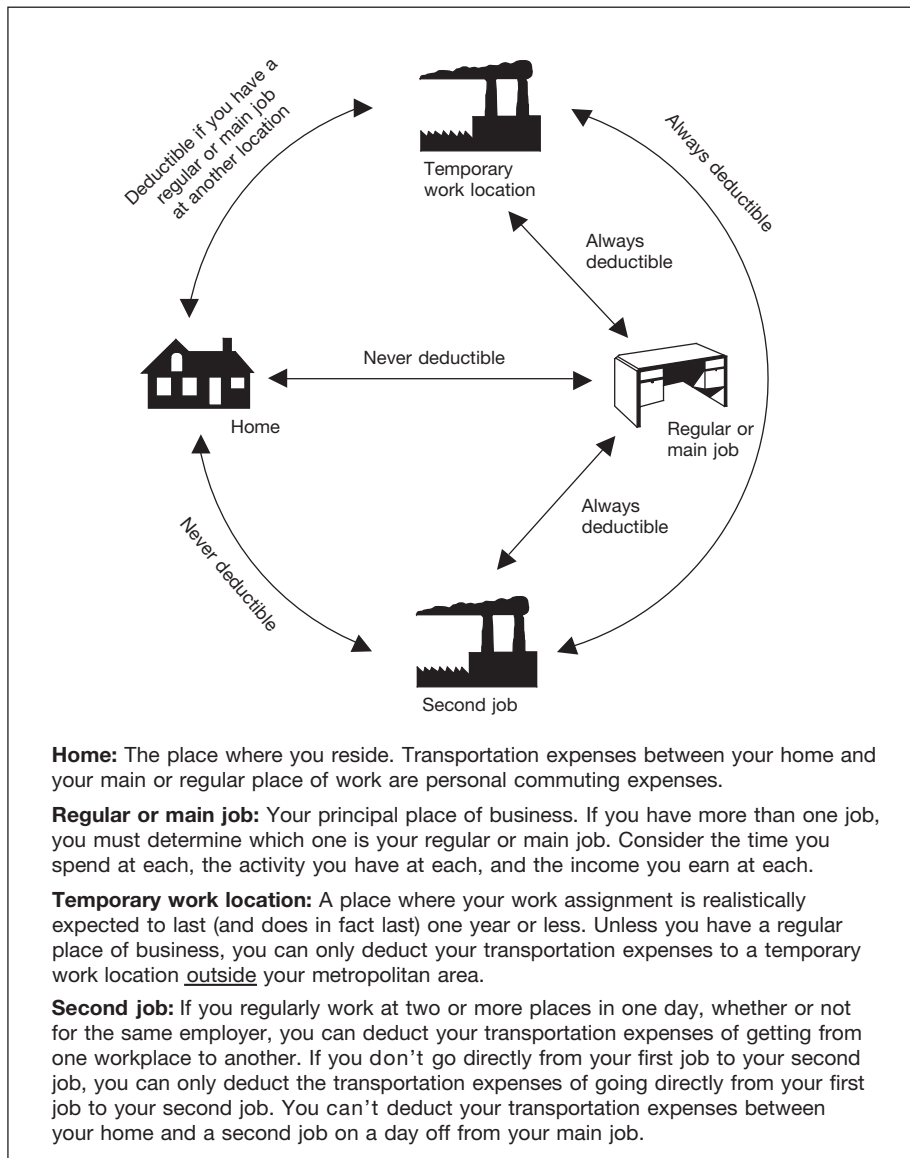 Deductible if you have a
regular or main job
at another location
Temporary
work location
Always deductible
Always
deductible
Never deductible
Home
Regular or
main job
Always
deductible
Never deductible
Second job
Home: The place where you reside. Transportation expenses between your home and
your main or regular place of work are personal commuting expenses.
Regular or main job: Your principal place of business. If you have more than one job,
you must determine which one is your regular or main job. Consider the time you
spend at each, the activity you have at each, and the income you earn at each.
Temporary work location: A place where your work assignment is realistically
expected to last (and does in fact last) one year or less. Unless you have a regular
place of business, you can only deduct your transportation expenses to a temporary
work location outside your metropolitan area.
Second job: If you regularly work at two or more places in one day, whether or not
for the same employer, you can deduct your transportation expenses of getting from
one workplace to another. If you don't go directly from your first job to your second
job, you can only deduct the transportation expenses of going directly from your first
job to your second job. You can't deduct your transportation expenses between
your home and a second job on a day off from your main job.